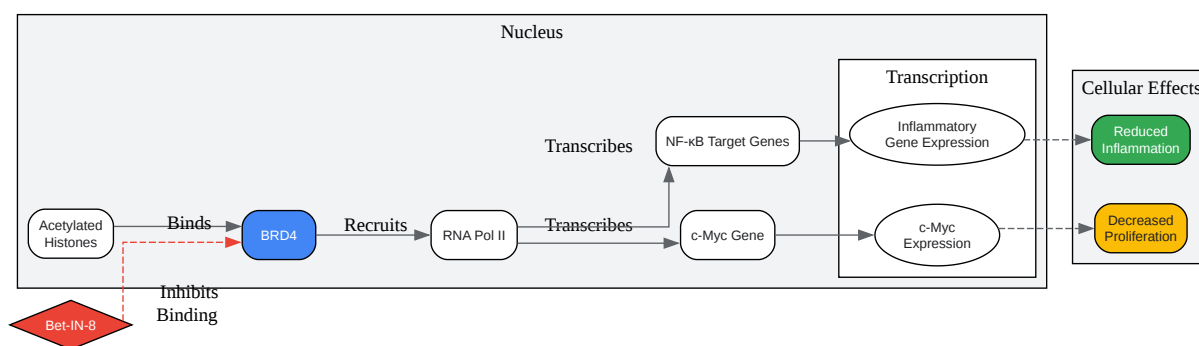 Nucleus
Transcription
Cellular Effects
Inflammatory
Gene Expression
Reduced
Inflammation
Transcribes
NF-κB Target Genes
Acetylated
Histones
Binds
BRD4
Recruits
RNA Pol II
Transcribes
c-Myc Gene
c-Myc
Expression
Decreased
Proliferation
Inhibits
Binding
Bet-IN-8